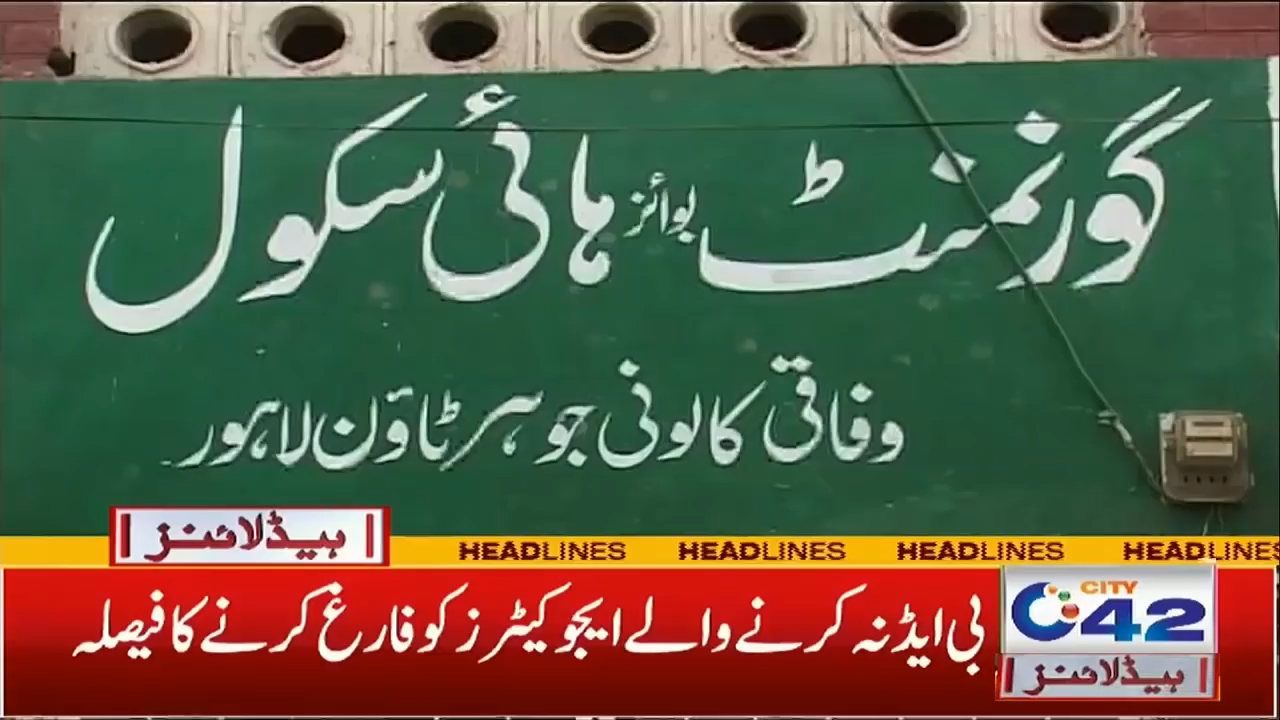 گورنمنٹ بوائز ہائی سکول
وفاقی کالونی جوہر ٹاؤن لاہور
ہیڈلائنز
HEADLINES HEADLINES HEADLINES HEADLINES
بی ایڈ نہ کرنے والے ایجوکیٹرز کو فارغ کرنے کا فیصلہ
CITY
42
ہیڈلائنز